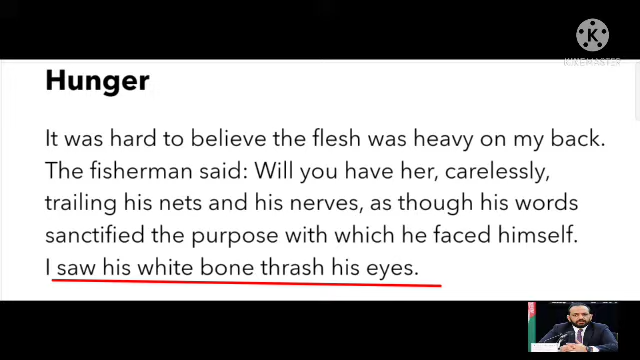 KINEMASTER
Hunger
It was hard to believe the flesh was heavy on my back.
The fisherman said: Will you have her, carelessly,
trailing his nets and his nerves, as though his words
sanctified the purpose with which he faced himself.
I saw his white bone thrash his eyes.